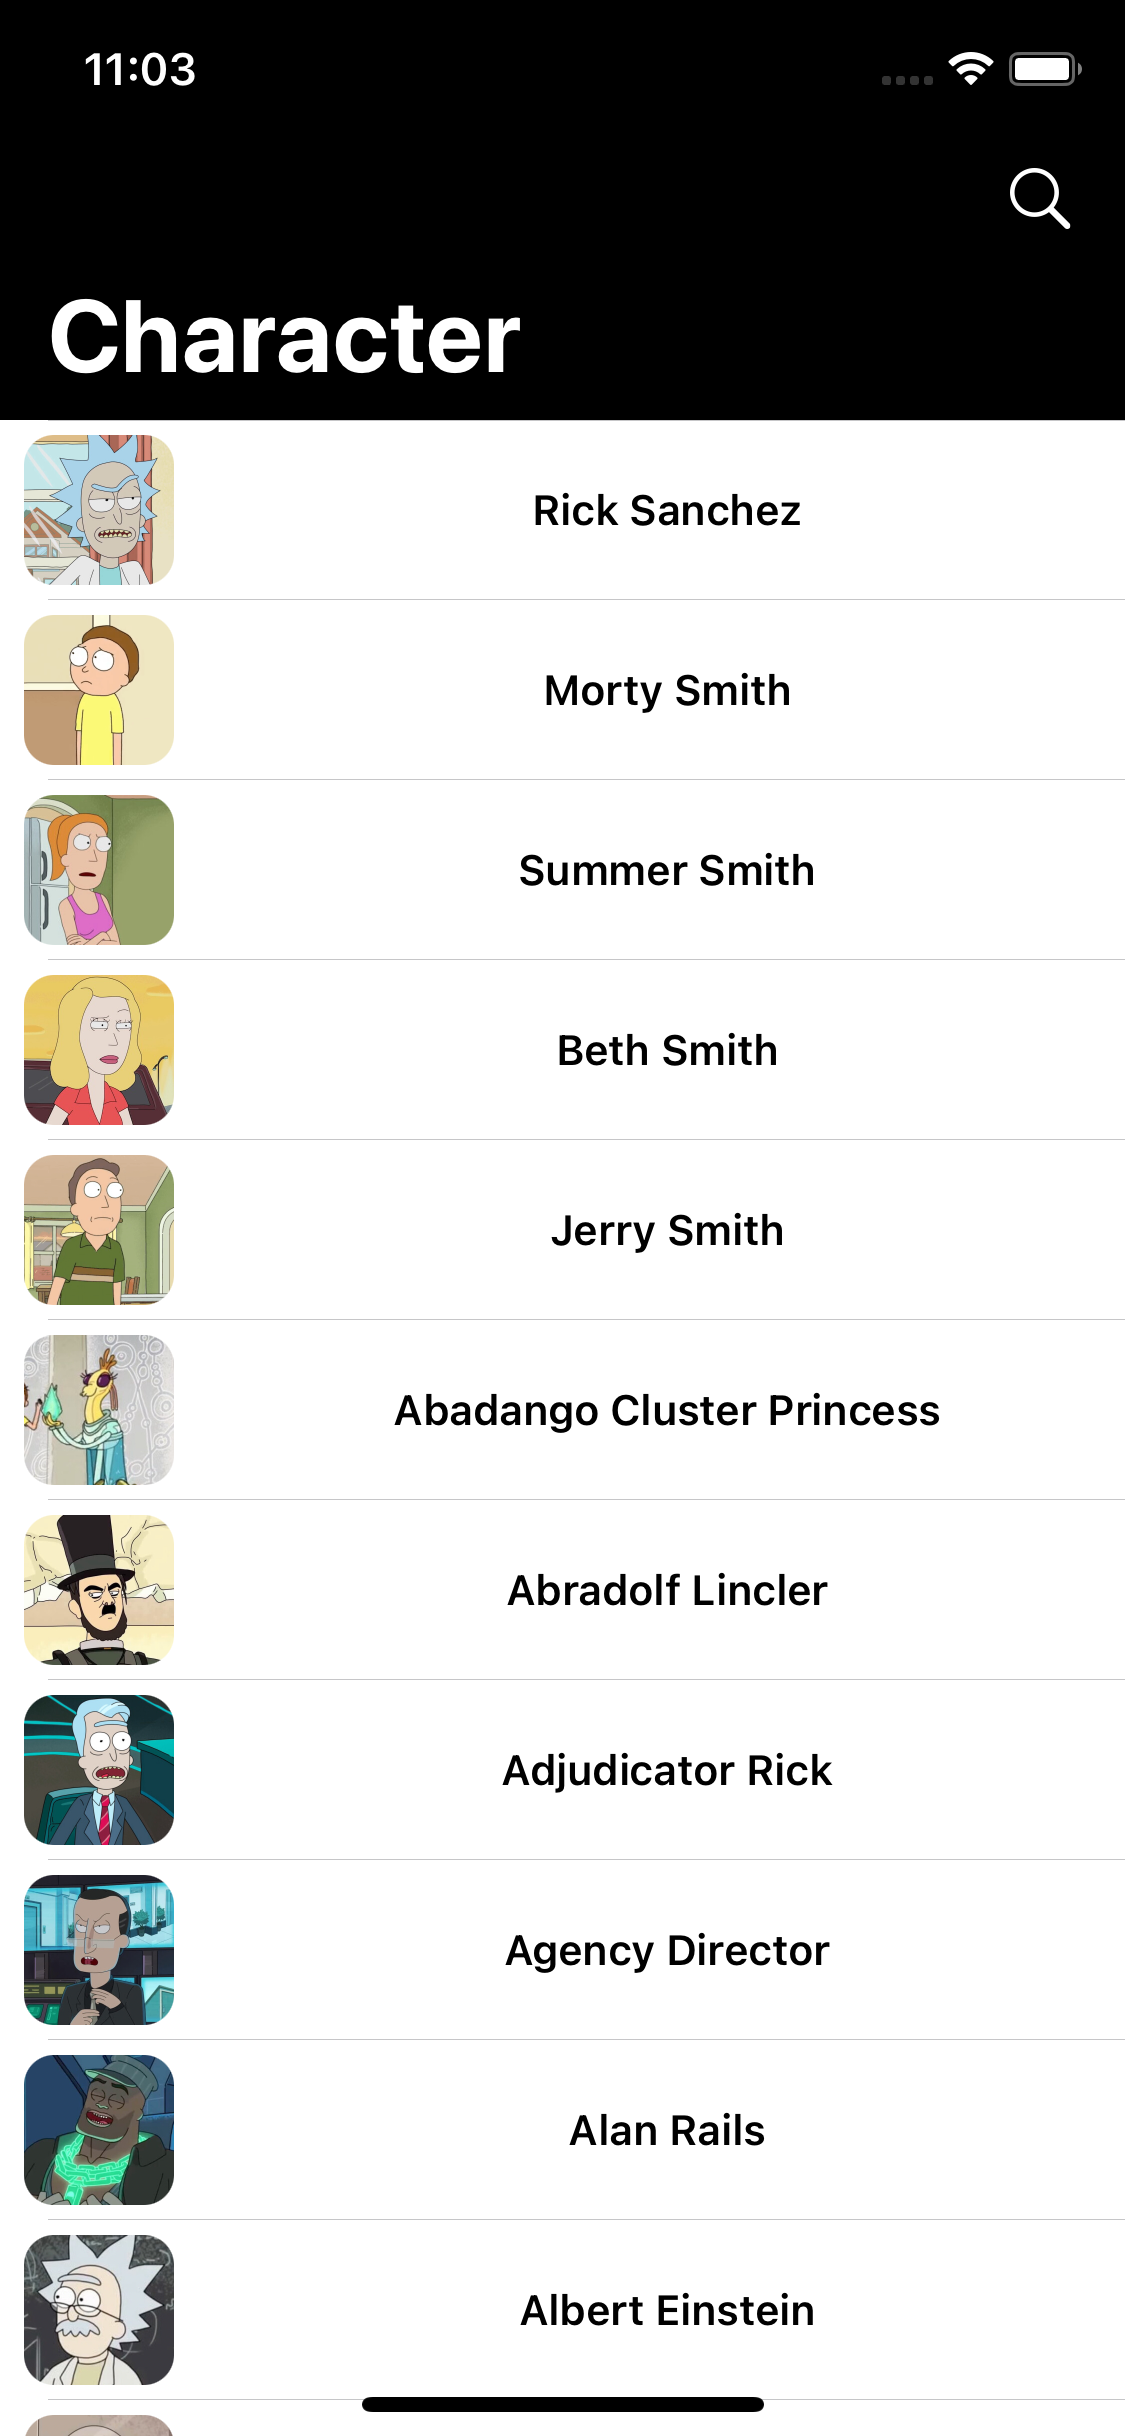 11:03
Character
Rick Sanchez
Morty Smith
Summer Smith
Beth Smith
Jerry Smith
Abadango Cluster Princess
Abradolf Lincler
Adjudicator Rick
Agency Director
Alan Rails
Albert Einstein